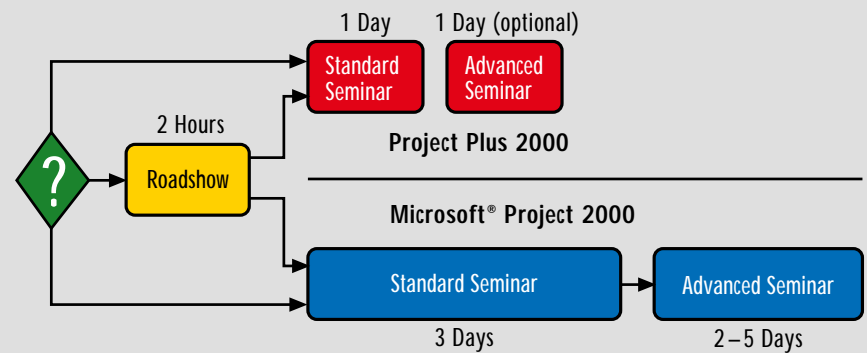 1 Day
1 Day (optional)
Standard
Seminar
Advanced
Seminar
2 Hours
Project Plus 2000
?
Roadshow
Microsoft® Project 2000
Standard Seminar
Advanced Seminar
3 Days
2–5 Days